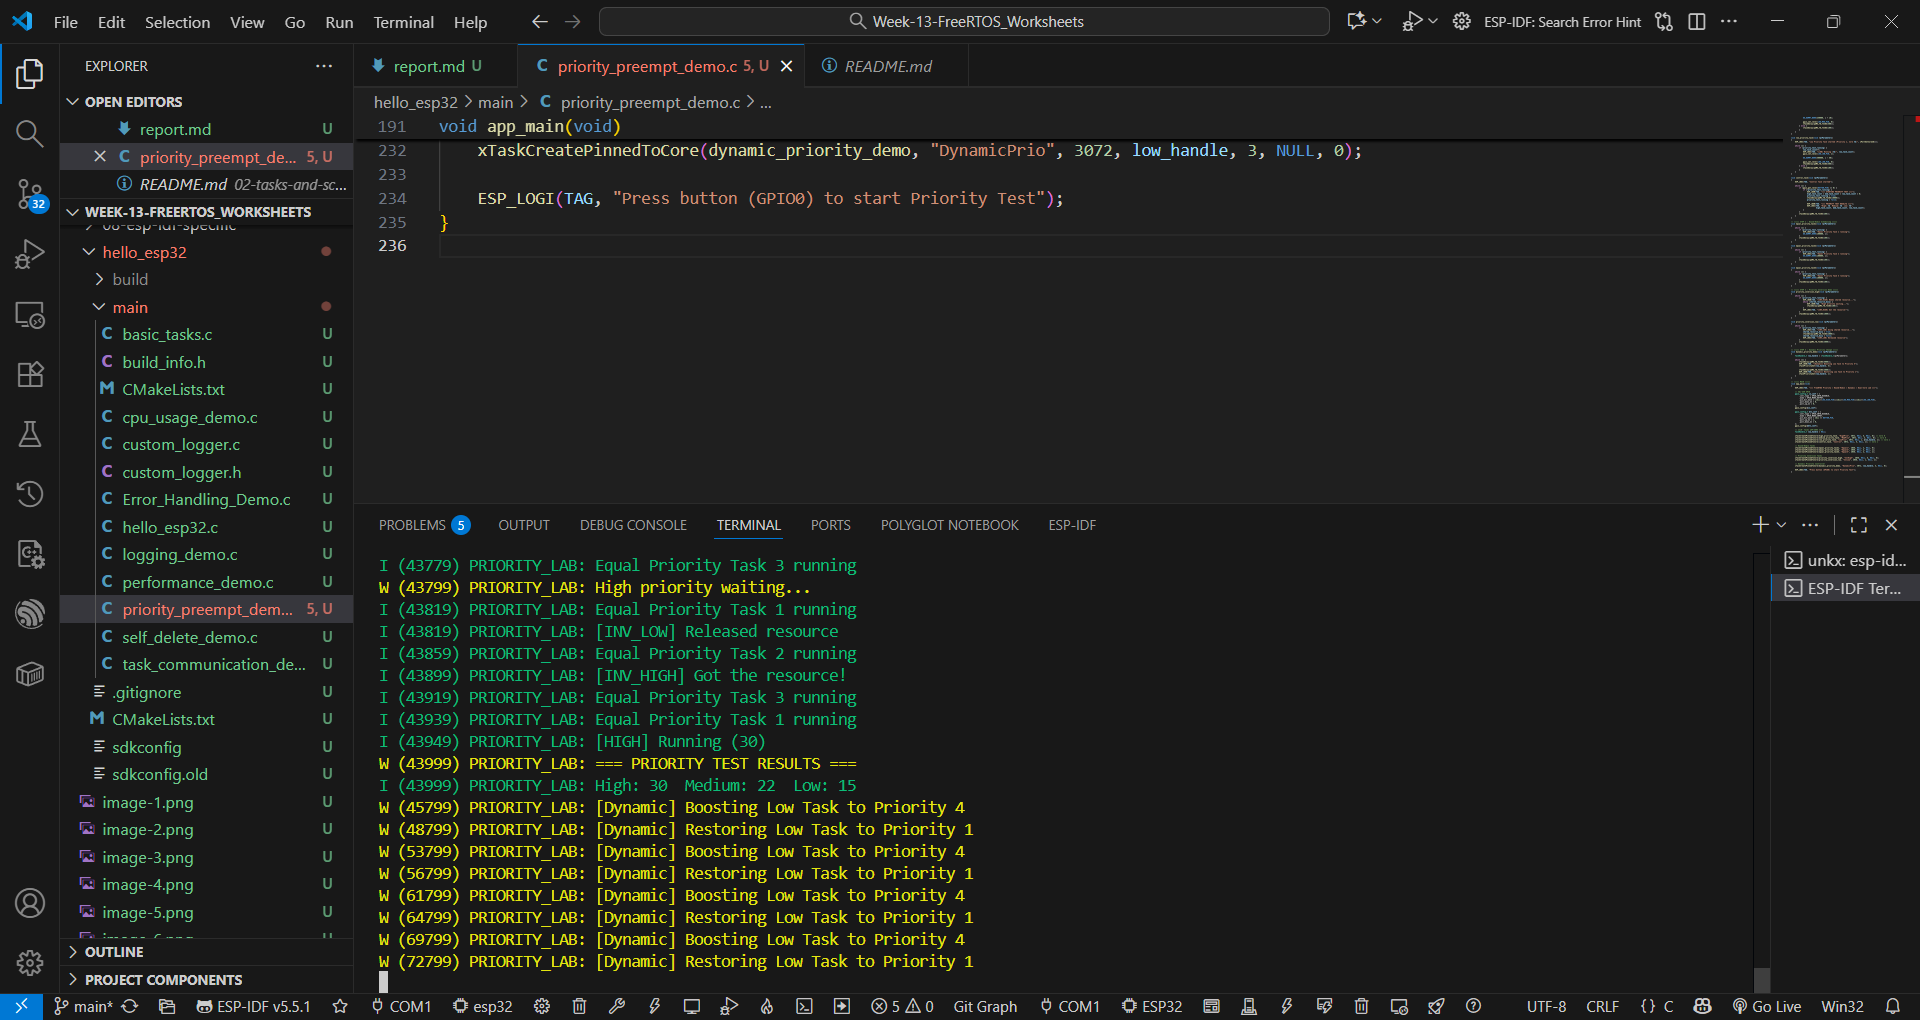 File Edit Selection View Go Run Terminal Help
Week-13-FreeRTOS_Worksheets
ESP-IDF: Search Error Hint
EXPLORER
OPEN EDITORS
report.md U
priority_preempt_de... 5, U
README.md 02-tasks-and-sc...
WEEK-13-FREERTOS_WORKSHEETS
08-esp-idf-specific
hello_esp32
build
main
basic_tasks.c U
build_info.h U
CMakeLists.txt U
cpu_usage_demo.c U
custom_logger.c U
custom_logger.h U
Error_Handling_Demo.c U
hello_esp32.c U
logging_demo.c U
performance_demo.c U
priority_preempt_dem... 5, U
self_delete_demo.c U
task_communication_de... U
.gitignore U
CMakeLists.txt U
sdkconfig U
sdkconfig.old U
image-1.png U
image-2.png U
image-3.png U
image-4.png U
image-5.png U
OUTLINE
PROJECT COMPONENTS
32
report.md U
priority_preempt_demo.c 5, U
README.md
hello_esp32 > main > C priority_preempt_demo.c > ...
191 void app_main(void)
232 xTaskCreatePinnedToCore(dynamic_priority_demo, "DynamicPrio", 3072, low_handle, 3, NULL, 0);
233
234 ESP_LOGI(TAG, "Press button (GPIO0) to start Priority Test");
235 }
236
PROBLEMS 5 OUTPUT DEBUG CONSOLE TERMINAL PORTS POLYGLOT NOTEBOOK ESP-IDF
I (43779) PRIORITY_LAB: Equal Priority Task 3 running
W (43799) PRIORITY_LAB: High priority waiting...
I (43819) PRIORITY_LAB: Equal Priority Task 1 running
I (43819) PRIORITY_LAB: [INV_LOW] Released resource
I (43859) PRIORITY_LAB: Equal Priority Task 2 running
I (43899) PRIORITY_LAB: [INV_HIGH] Got the resource!
I (43919) PRIORITY_LAB: Equal Priority Task 3 running
I (43939) PRIORITY_LAB: Equal Priority Task 1 running
I (43949) PRIORITY_LAB: [HIGH] Running (30)
W (43999) PRIORITY_LAB: === PRIORITY TEST RESULTS ===
I (43999) PRIORITY_LAB: High: 30 Medium: 22 Low: 15
W (45799) PRIORITY_LAB: [Dynamic] Boosting Low Task to Priority 4
W (48799) PRIORITY_LAB: [Dynamic] Restoring Low Task to Priority 1
W (53799) PRIORITY_LAB: [Dynamic] Boosting Low Task to Priority 4
W (56799) PRIORITY_LAB: [Dynamic] Restoring Low Task to Priority 1
W (61799) PRIORITY_LAB: [Dynamic] Boosting Low Task to Priority 4
W (64799) PRIORITY_LAB: [Dynamic] Restoring Low Task to Priority 1
W (69799) PRIORITY_LAB: [Dynamic] Boosting Low Task to Priority 4
W (72799) PRIORITY_LAB: [Dynamic] Restoring Low Task to Priority 1
unkx: esp-id...
ESP-IDF Ter...
main* ESP-IDF v5.5.1 COM1 esp32 5 0 Git Graph COM1 ESP32 UTF-8 CRLF {} C Go Live Win32